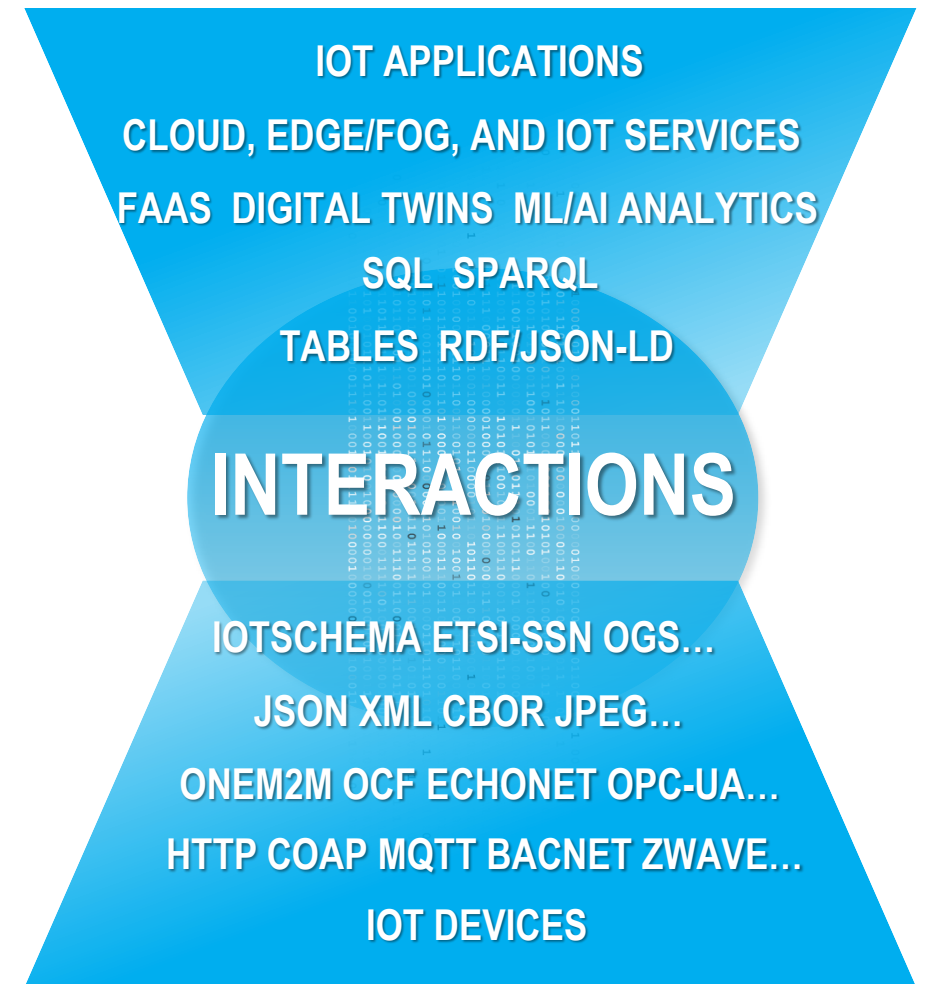 IOT APPLICATIONS
CLOUD, EDGE/FOG, AND IOT SERVICES
FAAS DIGITAL TWINS ML/AI ANALYTICS
SQL SPARQL
TABLES RDF/JSON-LD
INTERACTIONS
IOTSCHEMA ETSI-SSN OGS…
JSON XML CBOR JPEG…
ONEM2M OCF ECHONET OPC-UA…
HTTP COAP MQTT BACNET ZWAVE…
IOT DEVICES